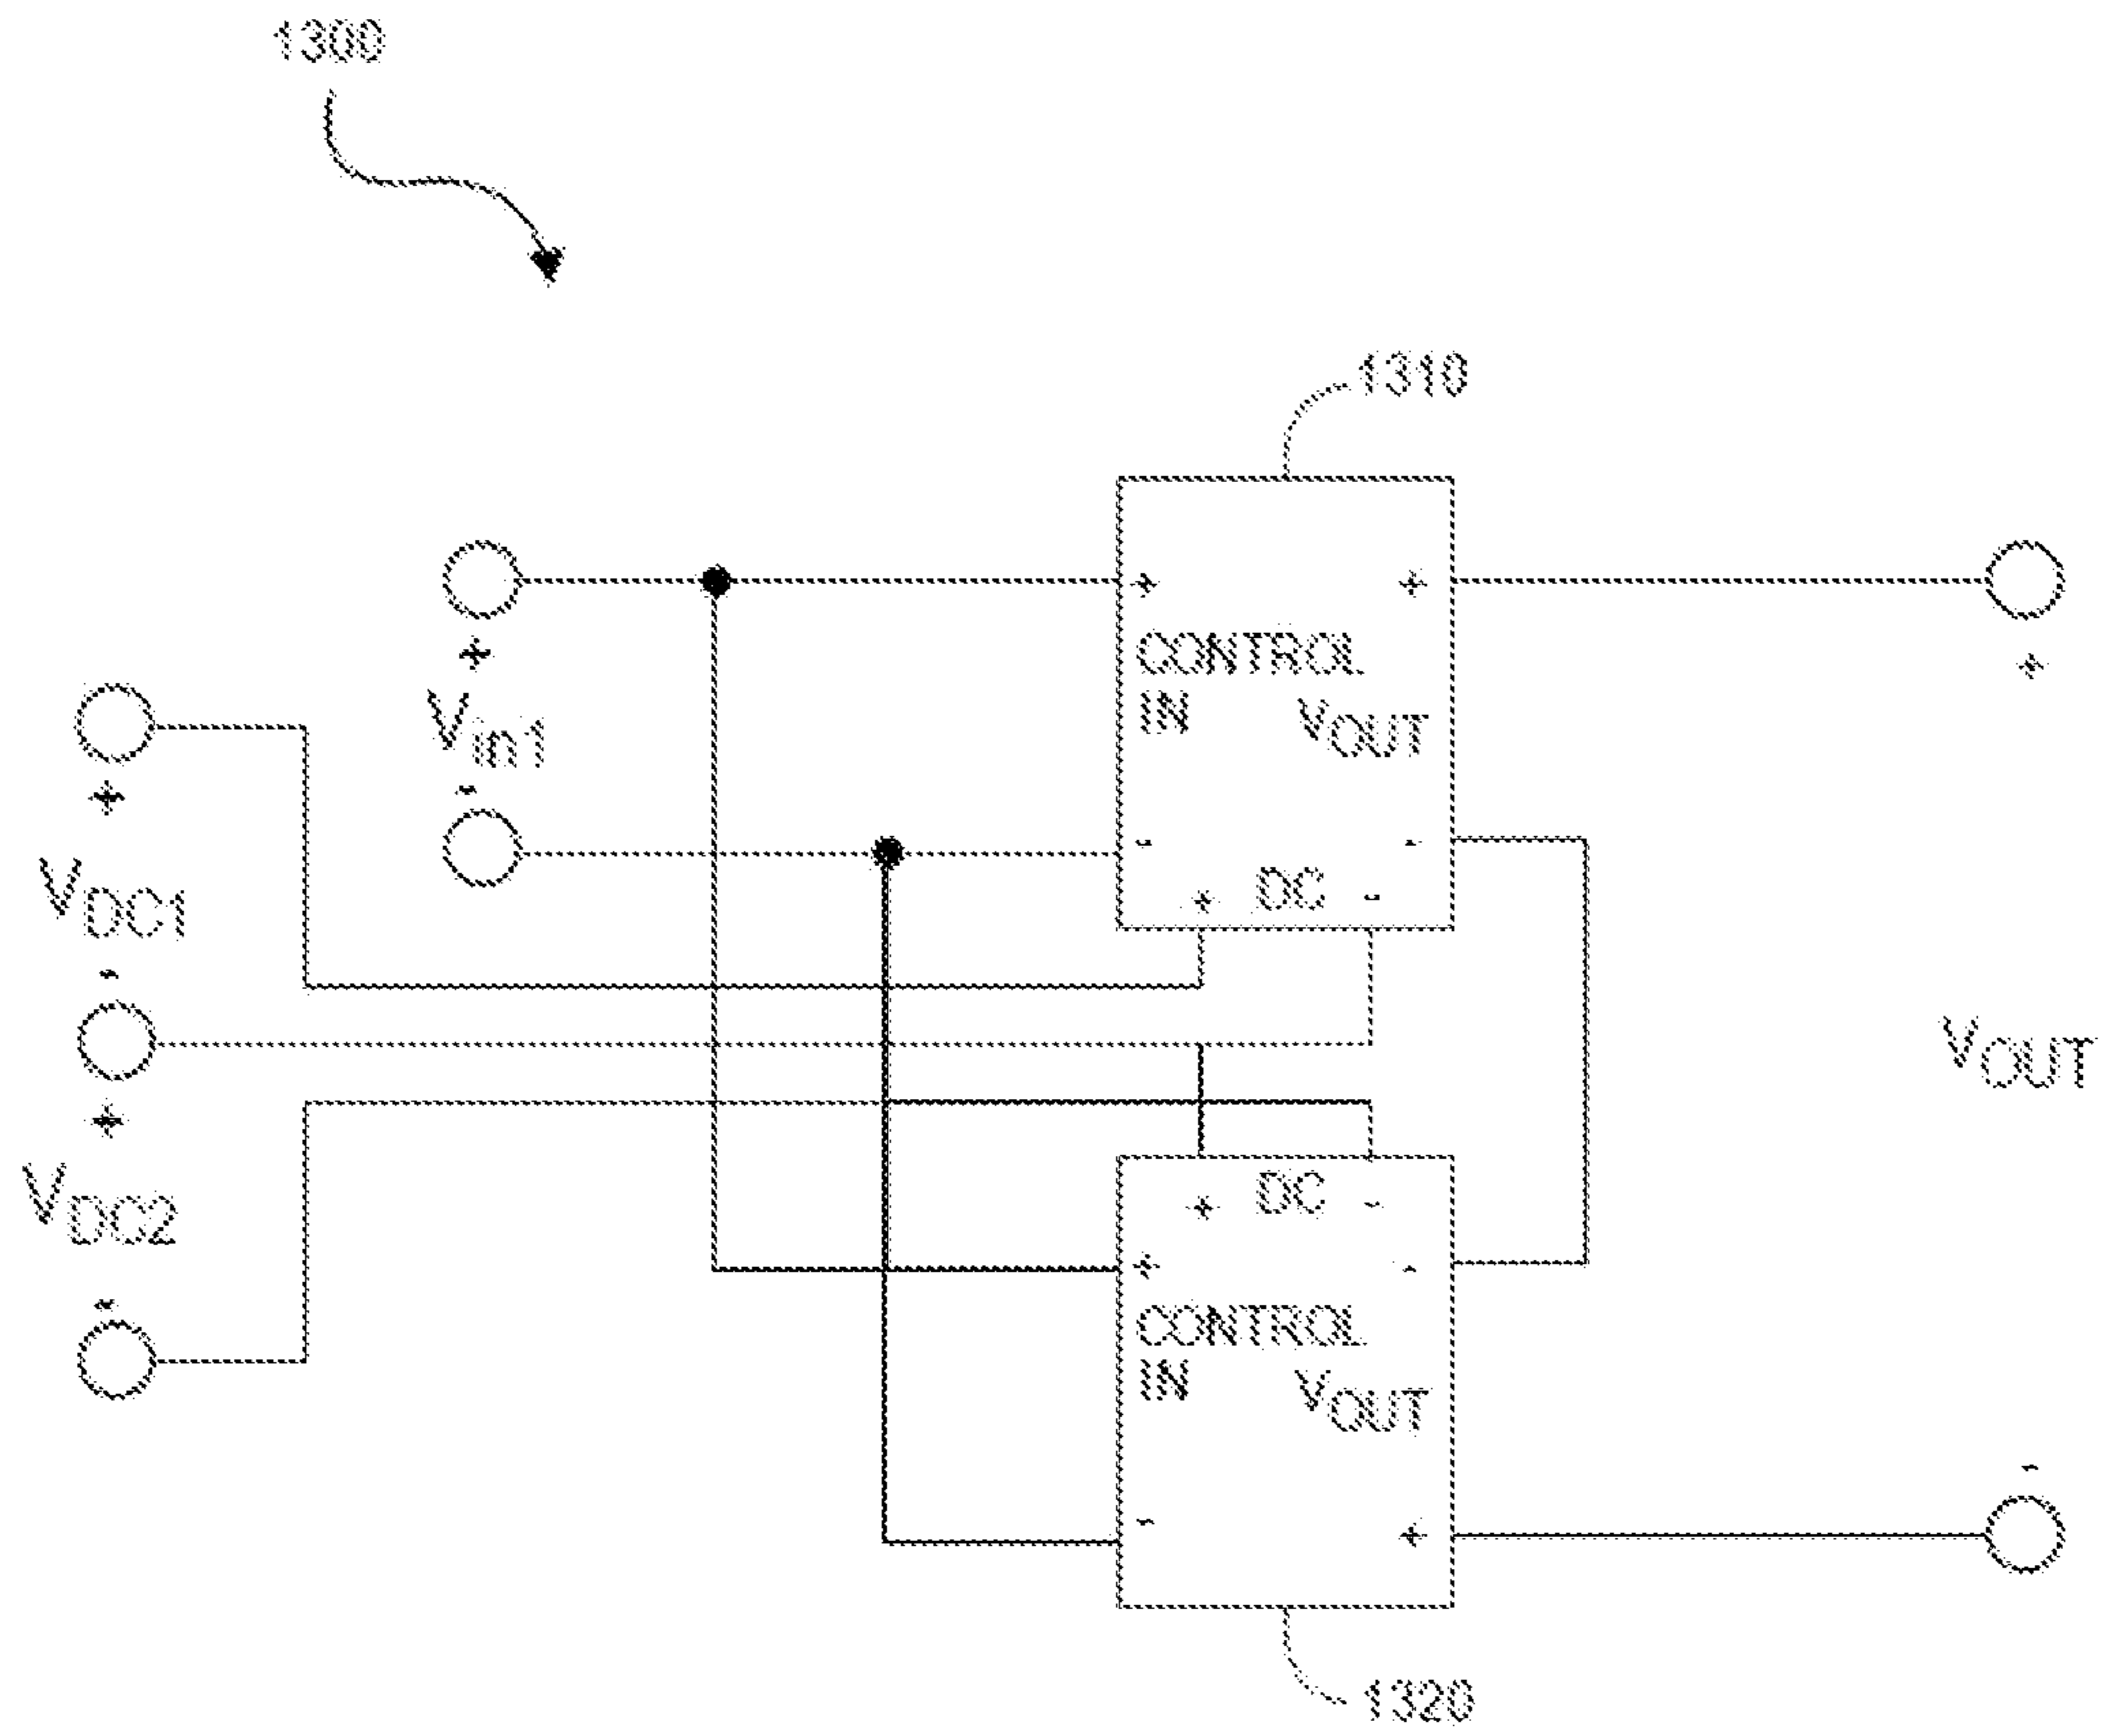 1300
1310
+ +
+
CONTROL
IN
Vin1
VOUT
+
+
-
VDC1
- -
+ DC -
-
VOUT
+
+ DC -
VDC2
+ -
-
CONTROL
IN
VOUT
-
- +
1320